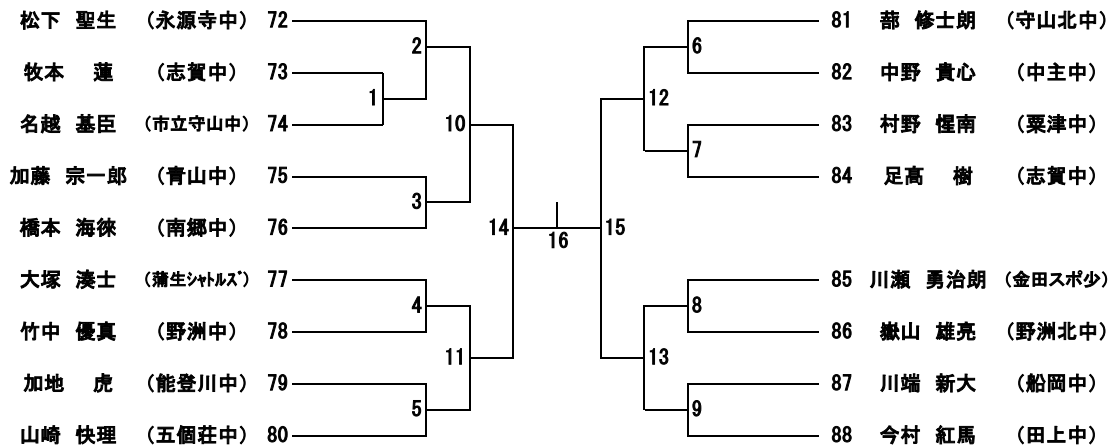 松下 聖生 (永源寺中) 72
牧本 蓮 (志賀中) 73
名越 基臣 (市立守山中) 74
加藤 宗一郎 (青山中) 75
橋本 海徠 (南郷中) 76
大塚 湊士 (蒲生シャトルズ) 77
竹中 優真 (野洲中) 78
加地 虎 (能登川中) 79
山崎 快理 (五個荘中) 80
1
2
3
4
5
10
11
14
16
15
12
13
6
7
8
9
81 蔀 修士朗 (守山北中)
82 中野 貴心 (中主中)
83 村野 惺南 (粟津中)
84 足高 樹 (志賀中)
85 川瀬 勇治朗 (金田スポ少)
86 嶽山 雄亮 (野洲北中)
87 川端 新大 (船岡中)
88 今村 紅馬 (田上中)